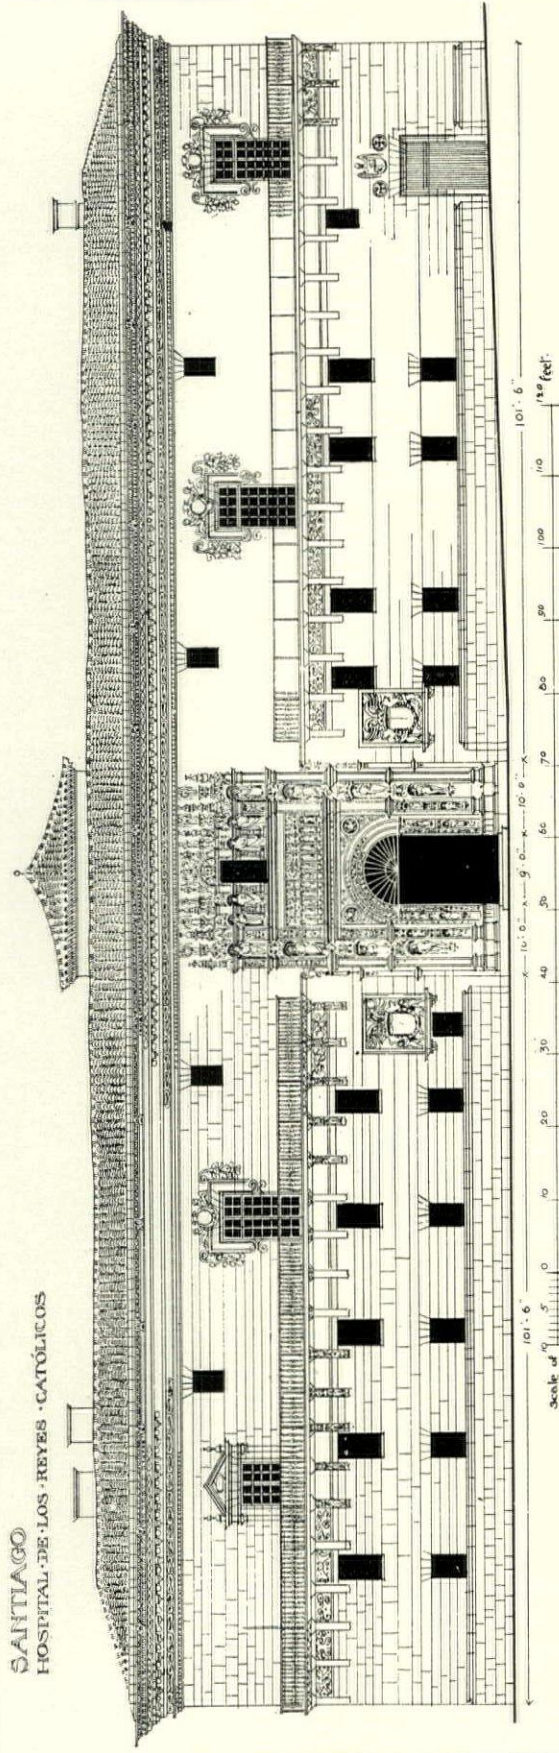 SANTIAGO
HOSPITAL·DE·LOS·REYES·CATÓLICOS
101'. 6" 10'. 0" 9'. 0" 10'. 0" 101'. 6"
Scale of 10 5 0 10 20 30 40 50 60 70 80 90 100 110 120 feet.